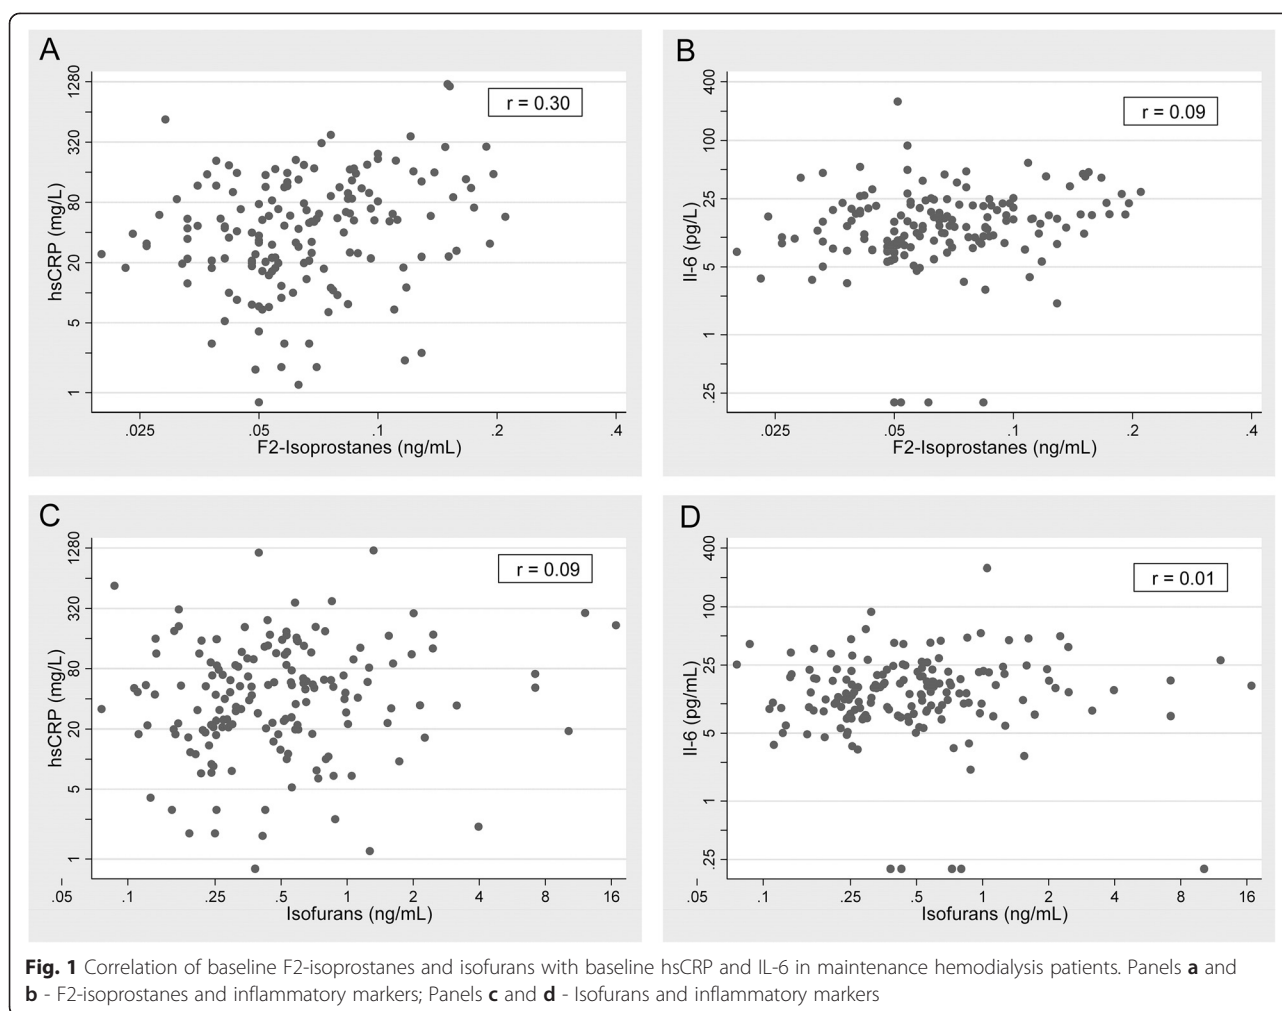 A
r = 0.30
hsCRP (mg/L)
1280
320
80
20
5
1
.025 .05 .1 .2 .4
F2-Isoprostanes (ng/mL)
B
r = 0.09
Il-6 (pg/L)
400
100
25
5
1
.25
.025 .05 .1 .2 .4
F2-Isoprostanes (ng/mL)
C
r = 0.09
hsCRP (mg/L)
1280
320
80
20
5
1
.05 .1 .25 .5 1 2 4 8 16
Isofurans (ng/mL)
D
r = 0.01
Il-6 (pg/mL)
400
100
25
5
1
.25
.05 .1 .25 .5 1 2 4 8 16
Isofurans (ng/mL)
Fig. 1 Correlation of baseline F2-isoprostanes and isofurans with baseline hsCRP and IL-6 in maintenance hemodialysis patients. Panels a and
b - F2-isoprostanes and inflammatory markers; Panels c and d - Isofurans and inflammatory markers